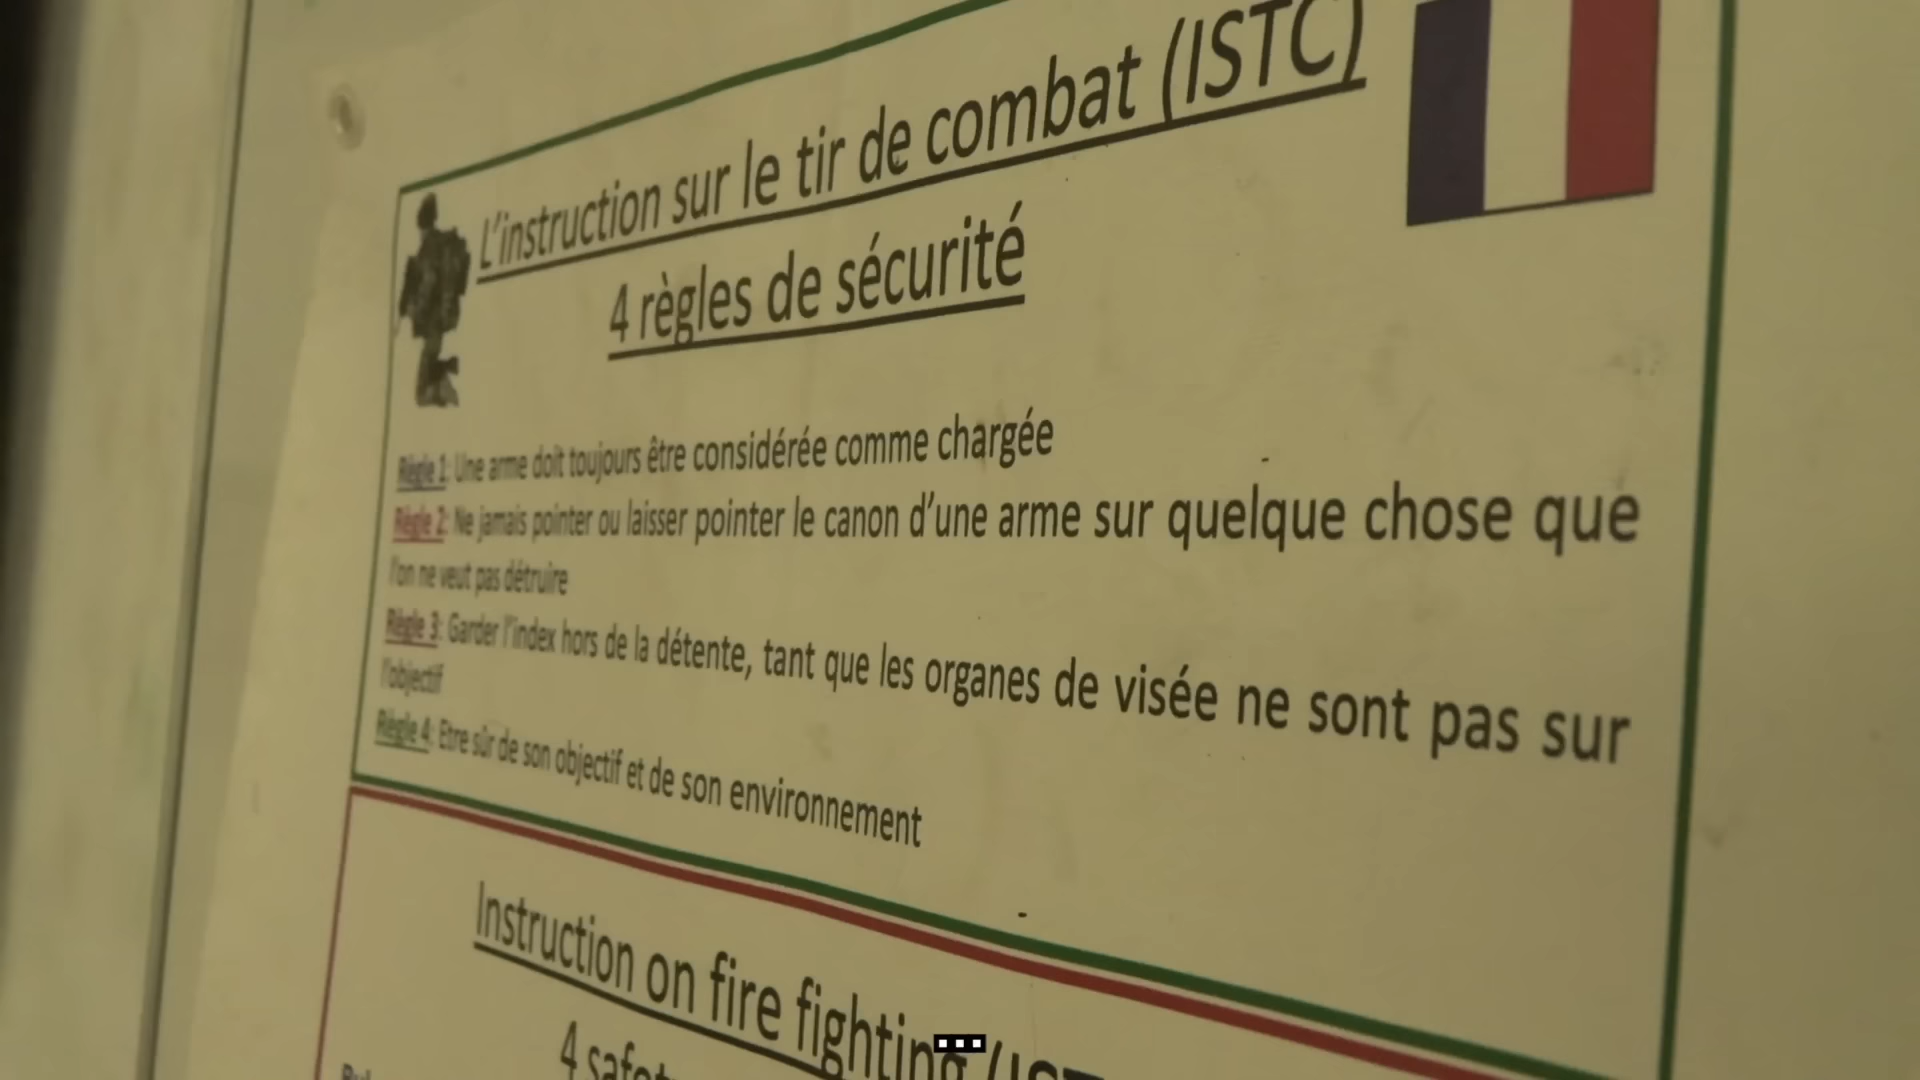 L'instruction sur le tir de combat (ISTC)
4 règles de sécurité
Règle 1: Une arme doit toujours être considérée comme chargée
Règle 2: Ne jamais pointer ou laisser pointer le canon d'une arme sur quelque chose que
l'on ne veut pas détruire
Règle 3: Garder l'index hors de la détente, tant que les organes de visée ne sont pas sur
l'objectif
Règle 4: Etre sûr de son objectif et de son environnement
Instruction on fire fighting
4
...